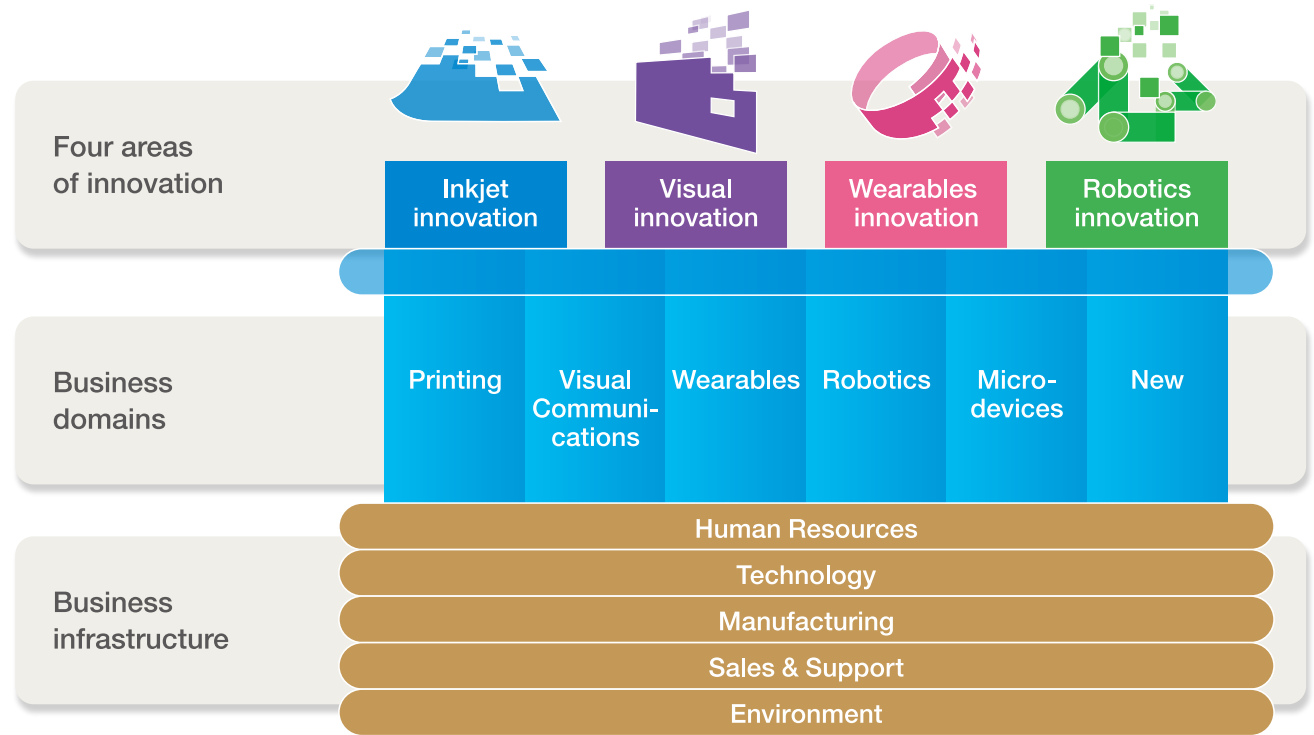 Four areas
of innovation
Inkjet
innovation
Visual
innovation
Wearables
innovation
Robotics
innovation
Business
domains
Printing
Visual
Communi-
cations
Wearables
Robotics
Micro-
devices
New
Business
infrastructure
Human Resources
Technology
Manufacturing
Sales & Support
Environment